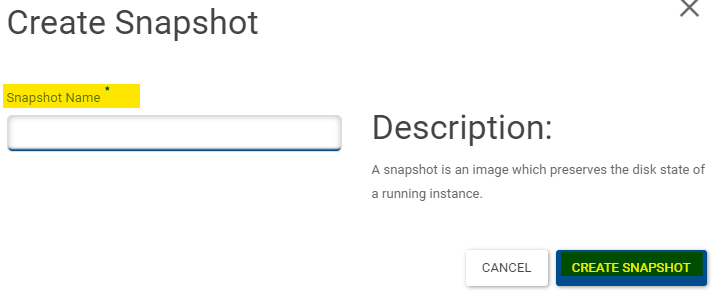 Create Snapshot
Snapshot Name *
Description:
A snapshot is an image which preserves the disk state of
a running instance.
CANCEL
CREATE SNAPSHOT